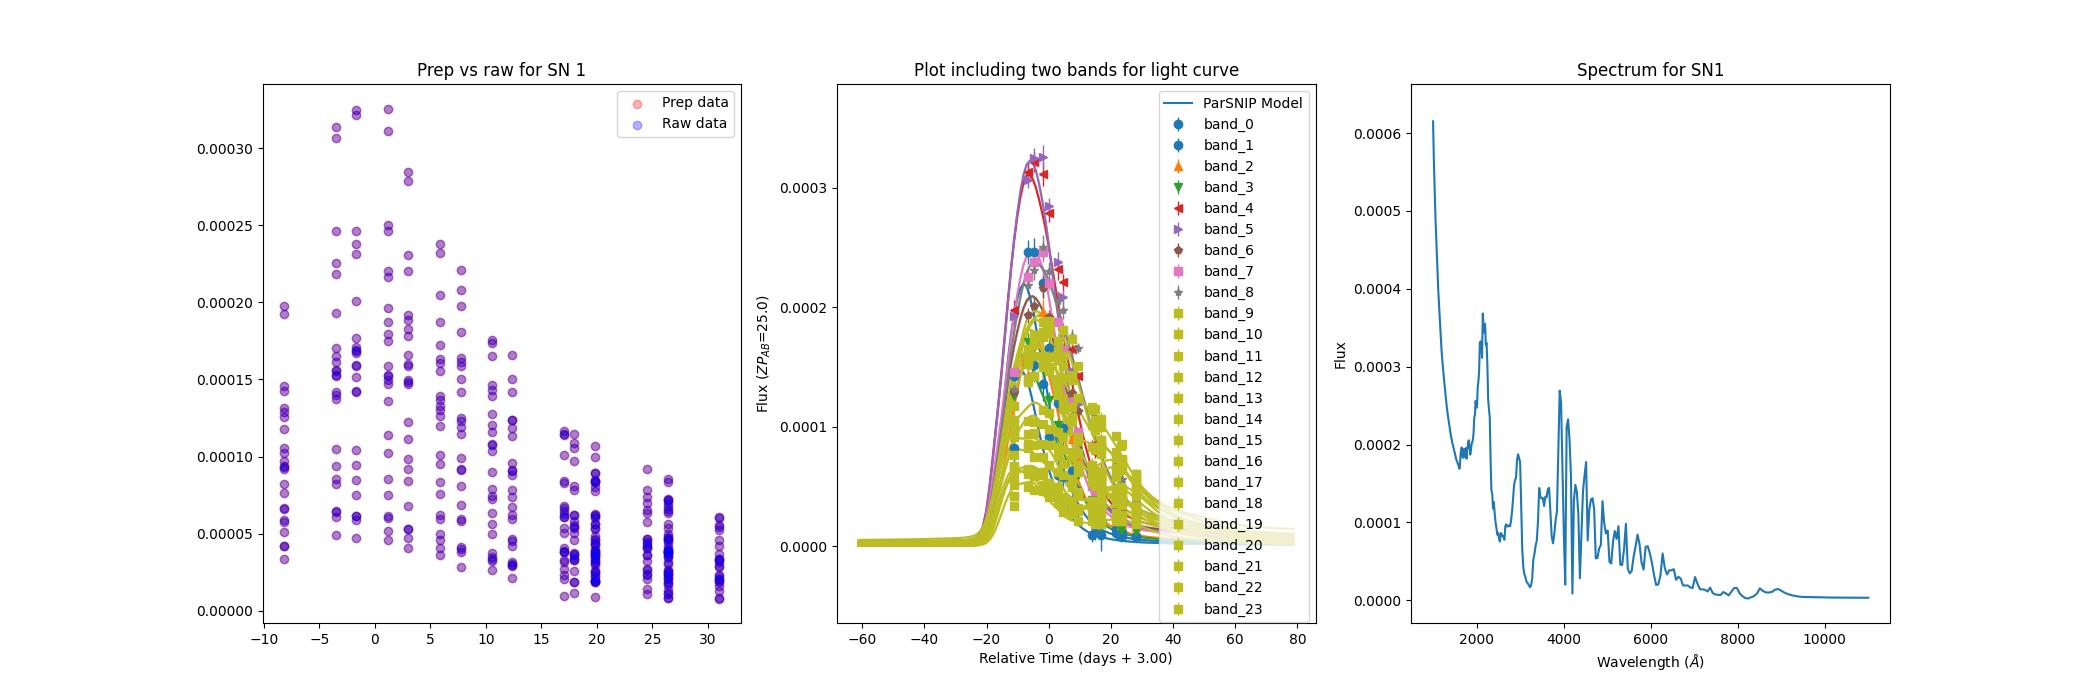 Prep vs raw for SN 1
Prep data
Raw data
0.00030
0.00025
0.00020
0.00015
0.00010
0.00005
0.00000
−10 −5 0 5 10 15 20 25 30
Plot including two bands for light curve
ParSNIP Model
band_0
band_1
band_2
band_3
band_4
band_5
band_6
band_7
band_8
band_9
band_10
band_11
band_12
band_13
band_14
band_15
band_16
band_17
band_18
band_19
band_20
band_21
band_22
band_23
Flux (ZP_AB=25.0)
0.0003
0.0002
0.0001
0.0000
−60 −40 −20 0 20 40 60 80
Relative Time (days + 3.00)
Spectrum for SN1
Flux
0.0006
0.0005
0.0004
0.0003
0.0002
0.0001
0.0000
2000 4000 6000 8000 10000
Wavelength (Å)